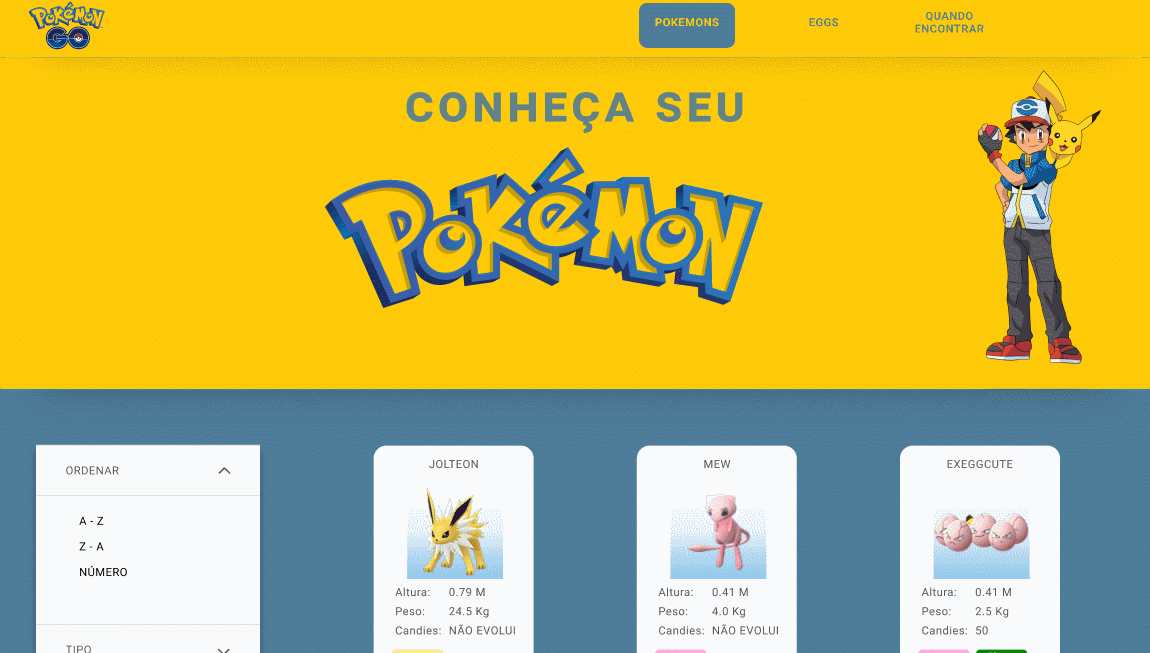 POKÉMON
GO
POKEMONS
EGGS
QUANDO
ENCONTRAR
CONHEÇA SEU
POKÉMON
ORDENAR
A - Z
Z - A
NÚMERO
TIPO
JOLTEON
Altura: 0.79 M
Peso: 24.5 Kg
Candies: NÃO EVOLUI
MEW
Altura: 0.41 M
Peso: 4.0 Kg
Candies: NÃO EVOLUI
EXEGGCUTE
Altura: 0.41 M
Peso: 2.5 Kg
Candies: 50